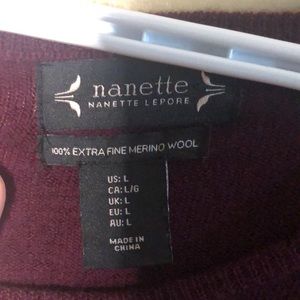 nanette
NANETTE LEPORE
100% EXTRA FINE MERINO WOOL
US: L
CA: L/G
UK: L
EU: L
AU: L
MADE IN
CHINA